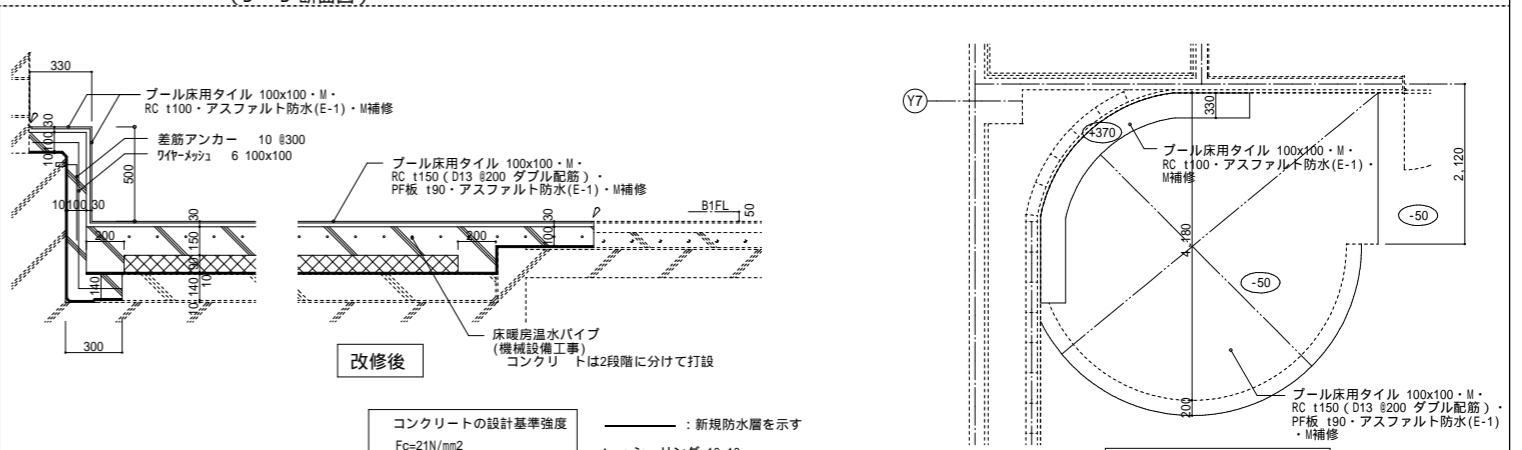 330
プール床用タイル 100x100・M・
RC t100・アスファルト防水(E-1)・M補修
差筋アンカー 10 @300
ワイヤーメッシュ 6 100x100
10 100 30
500
10 100 30
プール床用タイル 100x100・M・
RC t150(D13 @200 ダブル配筋)・
PF板 t90・アスファルト防水(E-1)・M補修
B1FL
50
200
30
150
90
10
140
10
140
200
100 30
300
床暖房温水パイプ
(機械設備工事)
コンクリ トは2段階に分けて打設
改修後
コンクリートの設計基準強度
Fc=21N/mm2
：新規防水層を示す
Y7
+370
330
プール床用タイル 100x100・M・
RC t100・アスファルト防水(E-1)・
M補修
2,120
-50
4,180
-50
200
プール床用タイル 100x100・M・
RC t150(D13 @200 ダブル配筋)・
PF板 t90・アスファルト防水(E-1)
・M補修